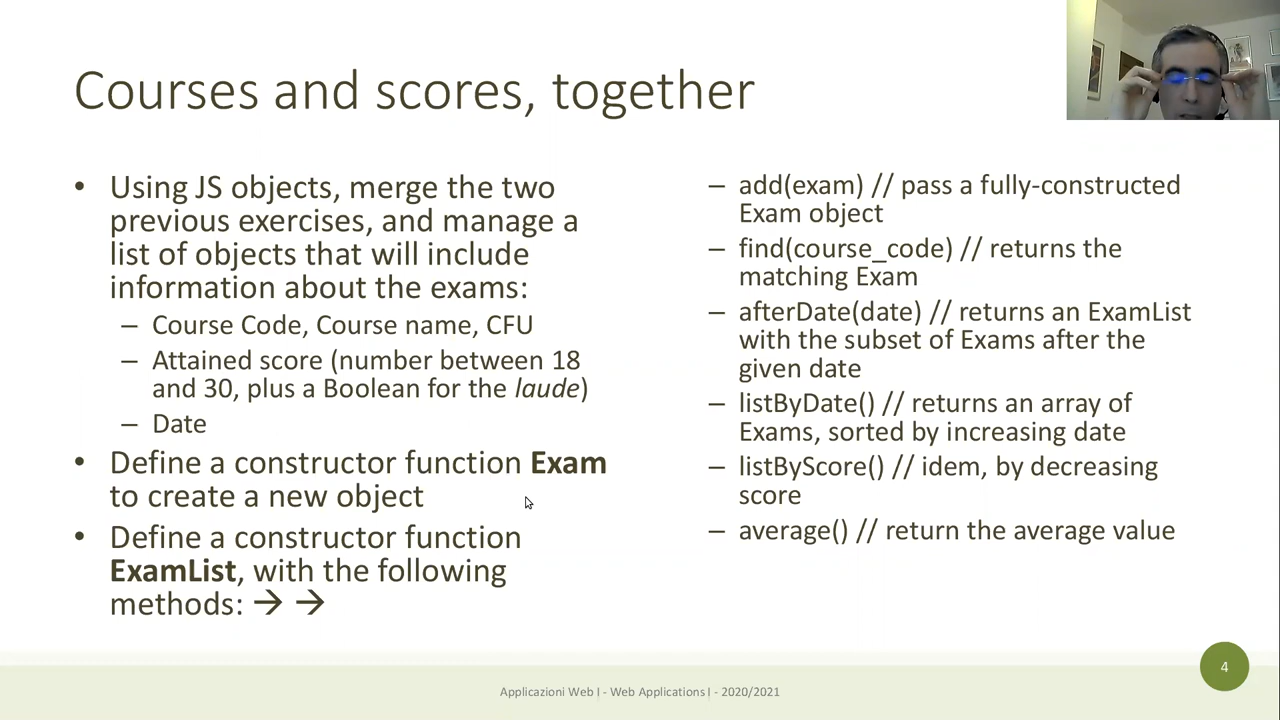 Courses and scores, together
• Using JS objects, merge the two
previous exercises, and manage a
list of objects that will include
information about the exams:
– Course Code, Course name, CFU
– Attained score (number between 18
and 30, plus a Boolean for the laude)
– Date
• Define a constructor function Exam
to create a new object
• Define a constructor function
ExamList, with the following
methods: → →
– add(exam) // pass a fully-constructed
Exam object
– find(course_code) // returns the
matching Exam
– afterDate(date) // returns an ExamList
with the subset of Exams after the
given date
– listByDate() // returns an array of
Exams, sorted by increasing date
– listByScore() // idem, by decreasing
score
– average() // return the average value
Applicazioni Web I - Web Applications I - 2020/2021
4